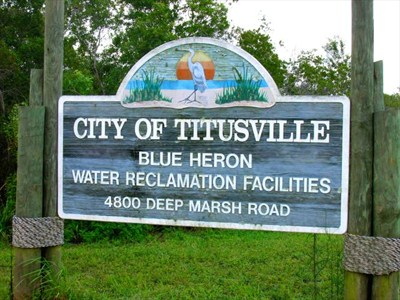 CITY OF TITUSVILLE
BLUE HERON
WATER RECLAMATION FACILITIES
4800 DEEP MARSH ROAD